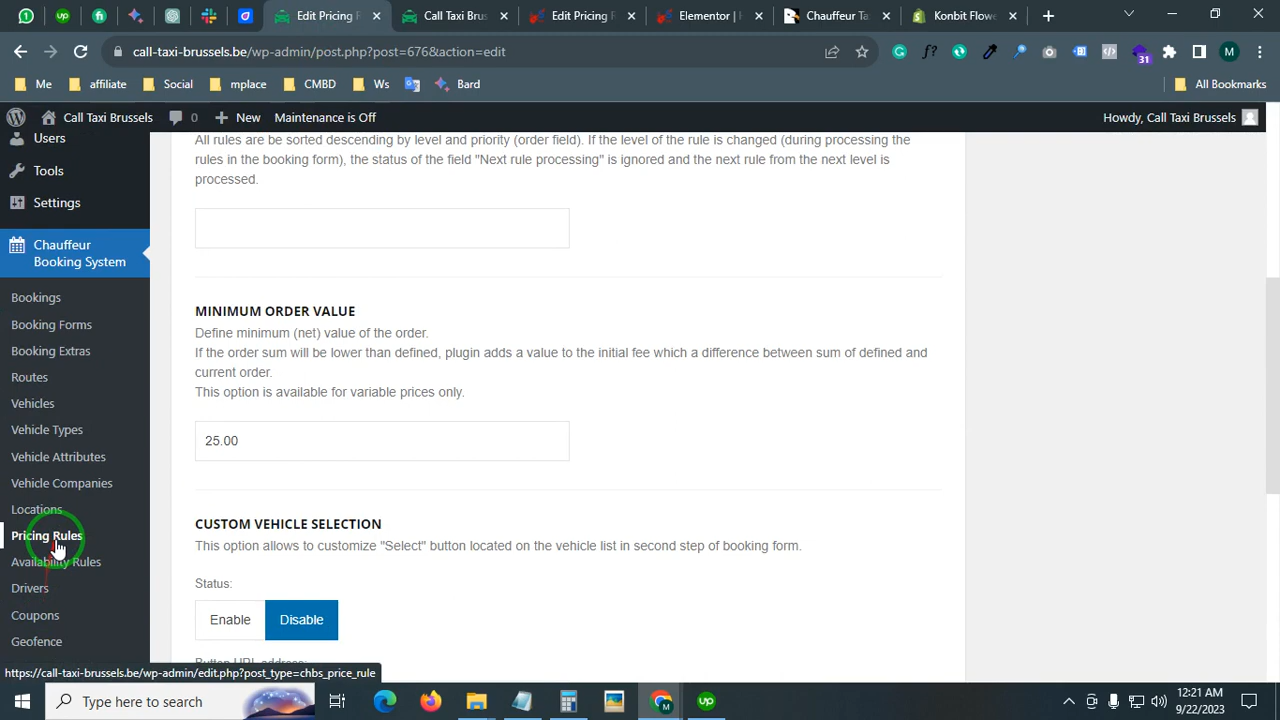 Edit Pricing R
Call Taxi Brus
Edit Pricing R
Elementor | H
Chauffeur Tax
Konbit Flowe
call-taxi-brussels.be/wp-admin/post.php?post=676&action=edit
31
M
Me
affiliate
Social
mplace
CMBD
Ws
Bard
All Bookmarks
Call Taxi Brussels
0
New
Maintenance is Off
Howdy, Call Taxi Brussels
Users
Tools
Settings
Chauffeur
Booking System
Bookings
Booking Forms
Booking Extras
Routes
Vehicles
Vehicle Types
Vehicle Attributes
Vehicle Companies
Locations
Pricing Rules
Availability Rules
Drivers
Coupons
Geofence
All rules are sorted descending by level and priority (order field). If the level of the rule is changed (during processing the
rules in the booking form), the status of the field "Next rule processing" is ignored and the next rule from the next level is
processed.
MINIMUM ORDER VALUE
Define minimum (net) value of the order.
If the order sum will be lower than defined, plugin adds a value to the initial fee which a difference between sum of defined and
current order.
This option is available for variable prices only.
25.00
CUSTOM VEHICLE SELECTION
This option allows to customize "Select" button located on the vehicle list in second step of booking form.
Status:
Enable
Disable
Button URL address:
https://call-taxi-brussels.be/wp-admin/edit.php?post_type=chbs_price_rule
Type here to search
12:21 AM
9/22/2023